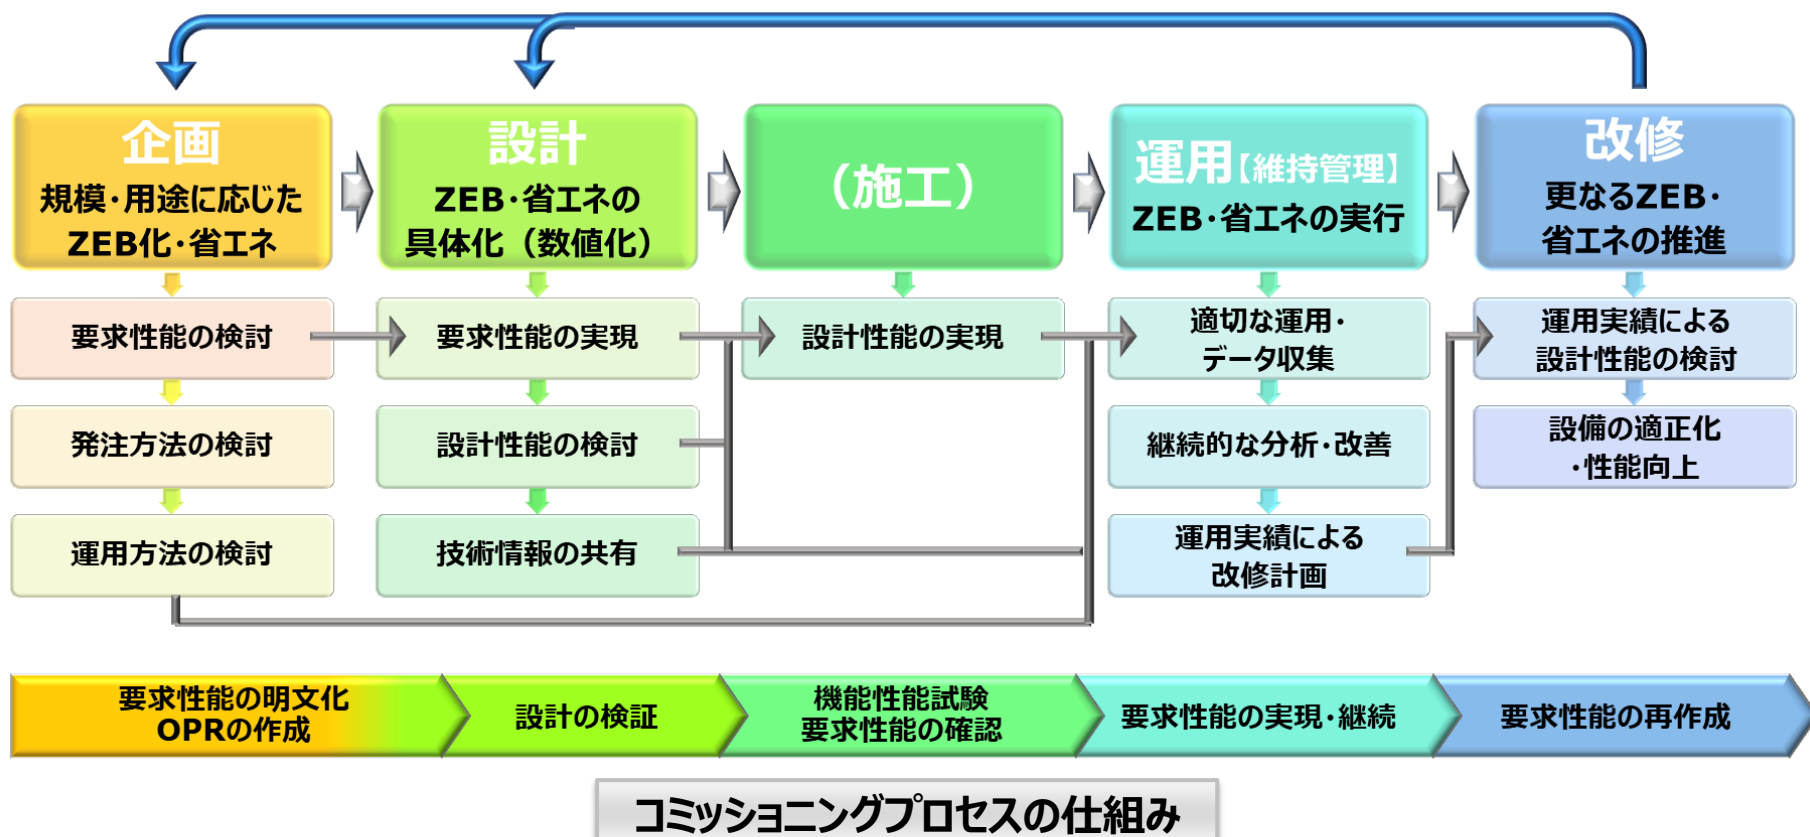 企画
規模・用途に応じた
ZEB化・省エネ
設計
ZEB・省エネの
具体化（数値化）
（施工）
運用【維持管理】
ZEB・省エネの実行
改修
更なるZEB・
省エネの推進
要求性能の検討
要求性能の実現
設計性能の実現
適切な運用・
データ収集
運用実績による
設計性能の検討
発注方法の検討
設計性能の検討
継続的な分析・改善
設備の適正化
・性能向上
運用方法の検討
技術情報の共有
運用実績による
改修計画
要求性能の明文化
OPRの作成
設計の検証
機能性能試験
要求性能の確認
要求性能の実現・継続
要求性能の再作成
コミッショニングプロセスの仕組み